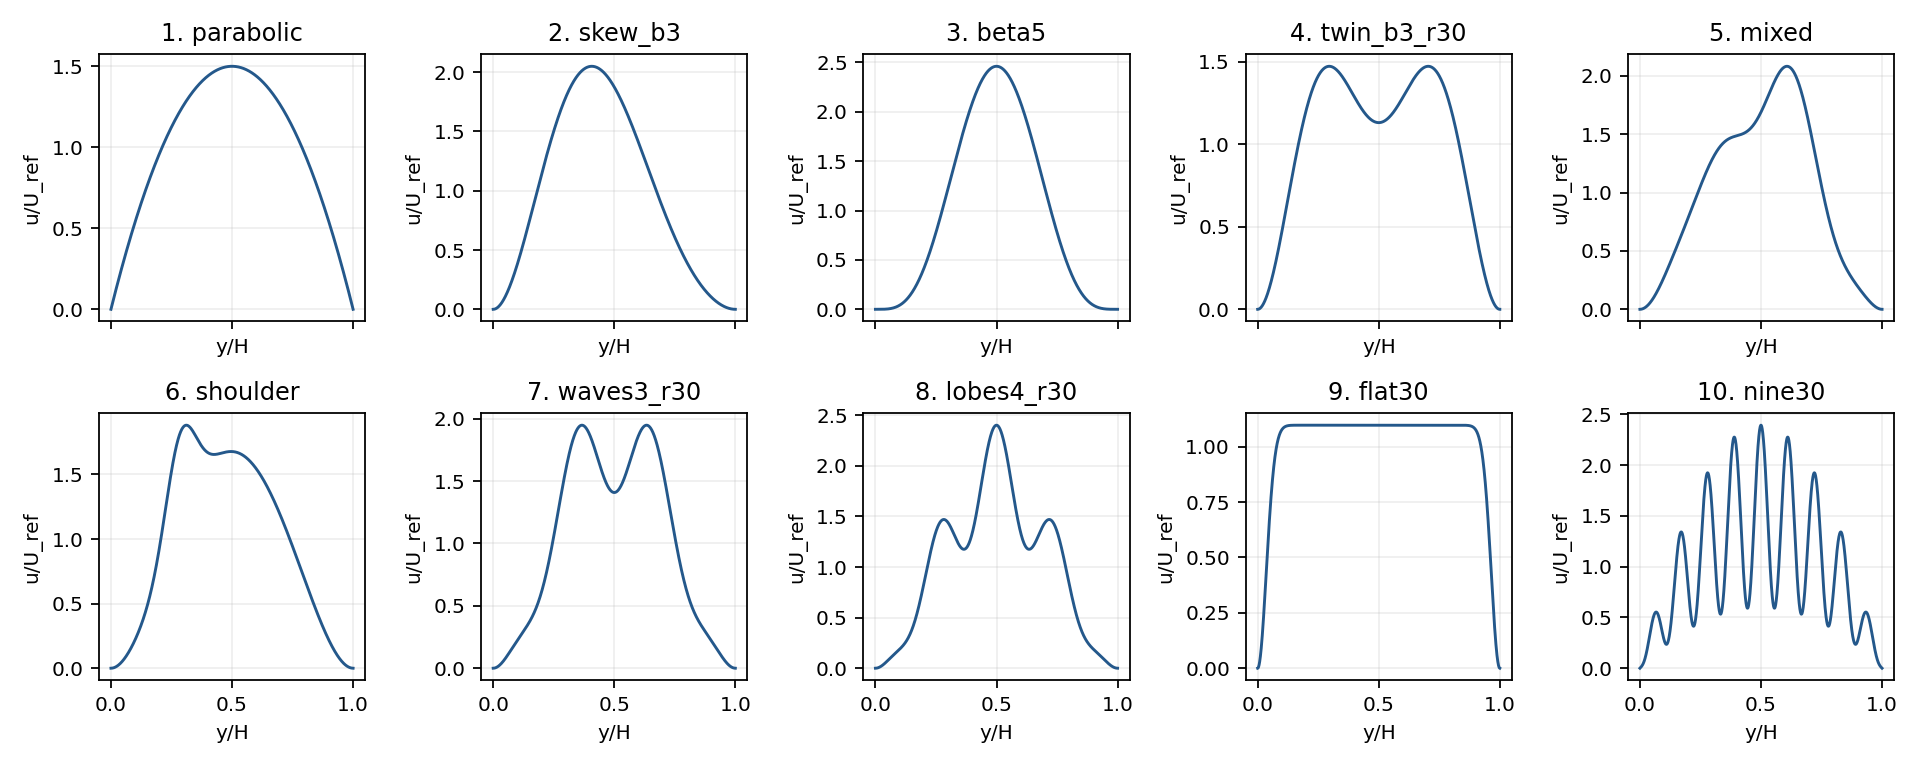 1. parabolic
2. skew_b3
3. beta5
4. twin_b3_r30
5. mixed
1.5
1.0
0.5
0.0
u/U_ref
y/H
2.0
1.5
1.0
0.5
0.0
u/U_ref
y/H
2.5
2.0
1.5
1.0
0.5
0.0
u/U_ref
y/H
1.5
1.0
0.5
0.0
u/U_ref
y/H
2.0
1.5
1.0
0.5
0.0
u/U_ref
y/H
6. shoulder
7. waves3_r30
8. lobes4_r30
9. flat30
10. nine30
1.5
1.0
0.5
0.0
u/U_ref
0.0 0.5 1.0
y/H
2.0
1.5
1.0
0.5
0.0
u/U_ref
0.0 0.5 1.0
y/H
2.5
2.0
1.5
1.0
0.5
0.0
u/U_ref
0.0 0.5 1.0
y/H
1.00
0.75
0.50
0.25
0.00
u/U_ref
0.0 0.5 1.0
y/H
2.5
2.0
1.5
1.0
0.5
0.0
u/U_ref
0.0 0.5 1.0
y/H